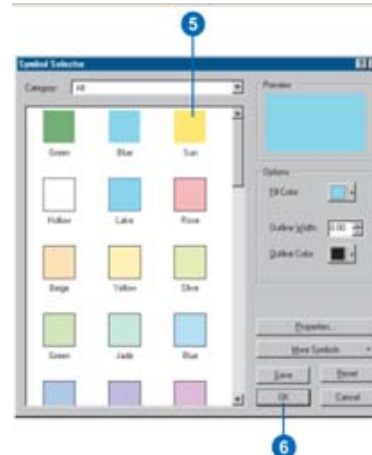 5
Symbol Selector
Category: All
Preview
Green Blue Sun
Options
Fill Color
Hollow Lake Rose
Outline Width: 0.00
Outline Color
Beige Yellow Olive
Properties...
Green Jade Blue
More Symbols
Save Reset
OK Cancel
6